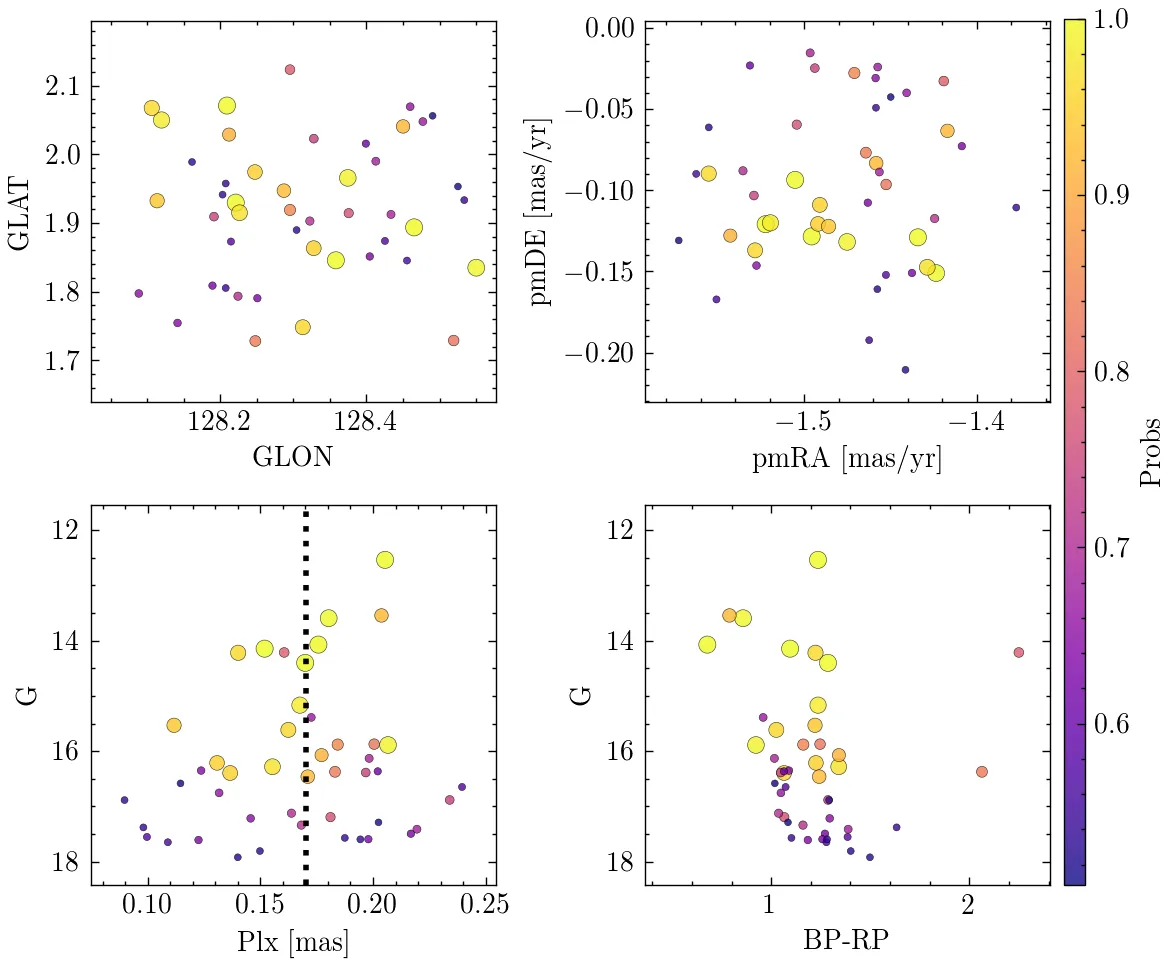 2.1
2.0
1.9
1.8
1.7
GLAT
128.2 128.4
GLON
0.00
−0.05
−0.10
−0.15
−0.20
pmDE [mas/yr]
−1.5 −1.4
pmRA [mas/yr]
12
14
16
18
G
0.10 0.15 0.20 0.25
Plx [mas]
12
14
16
18
G
1 2
BP-RP
1.0
0.9
0.8
0.7
0.6
Probs